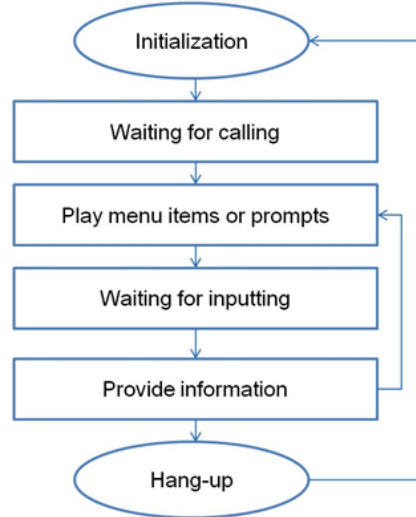 Initialization
Waiting for calling
Play menu items or prompts
Waiting for inputting
Provide information
Hang-up